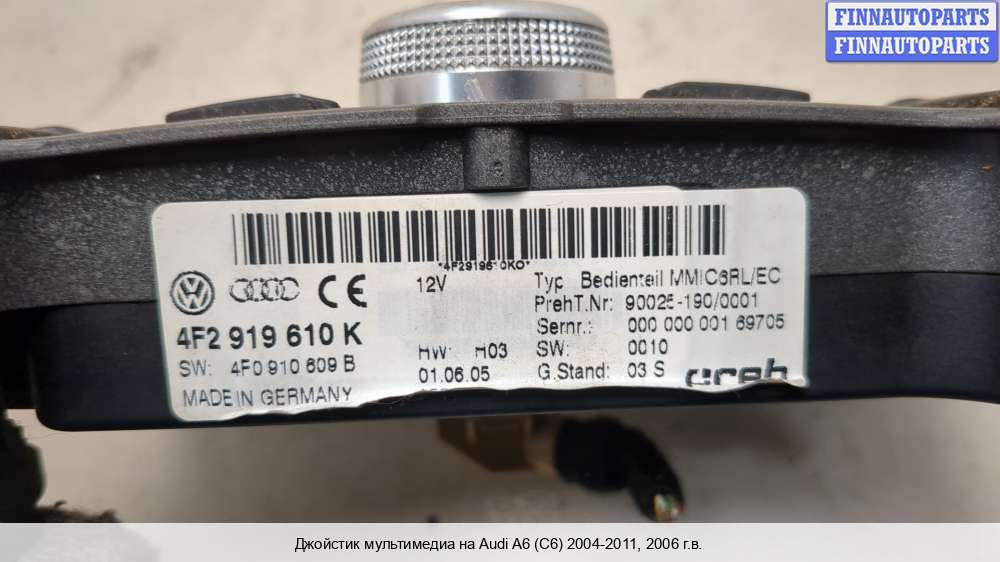 FINNAUTOPARTS
FINNAUTOPARTS
*4F2919610KO*
12V
Typ Bedienteil MMIC6RL/EC
PrehT.Nr: 90025-190/0001
4F2 919 610 K
Sernr.: 000 000 001 69705
HW: H03
SW: 0010
SW: 4F0 910 609 B
01.06.05
G.Stand: 03 S
preh
MADE IN GERMANY
Джойстик мультимедиа на Audi A6 (C6) 2004-2011, 2006 г.в.